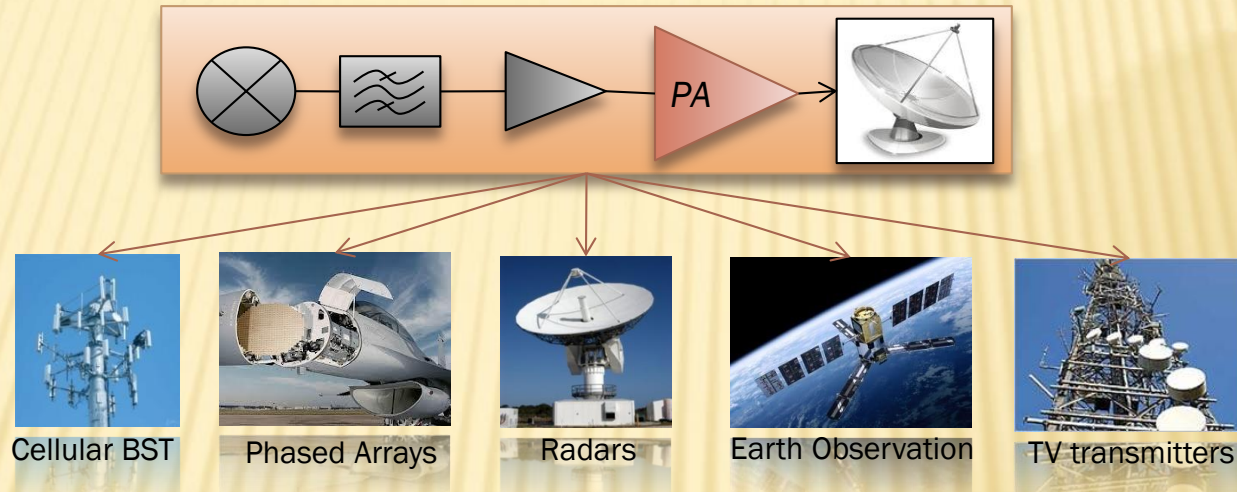 PA
Cellular BST
Phased Arrays
Radars
Earth Observation
TV transmitters